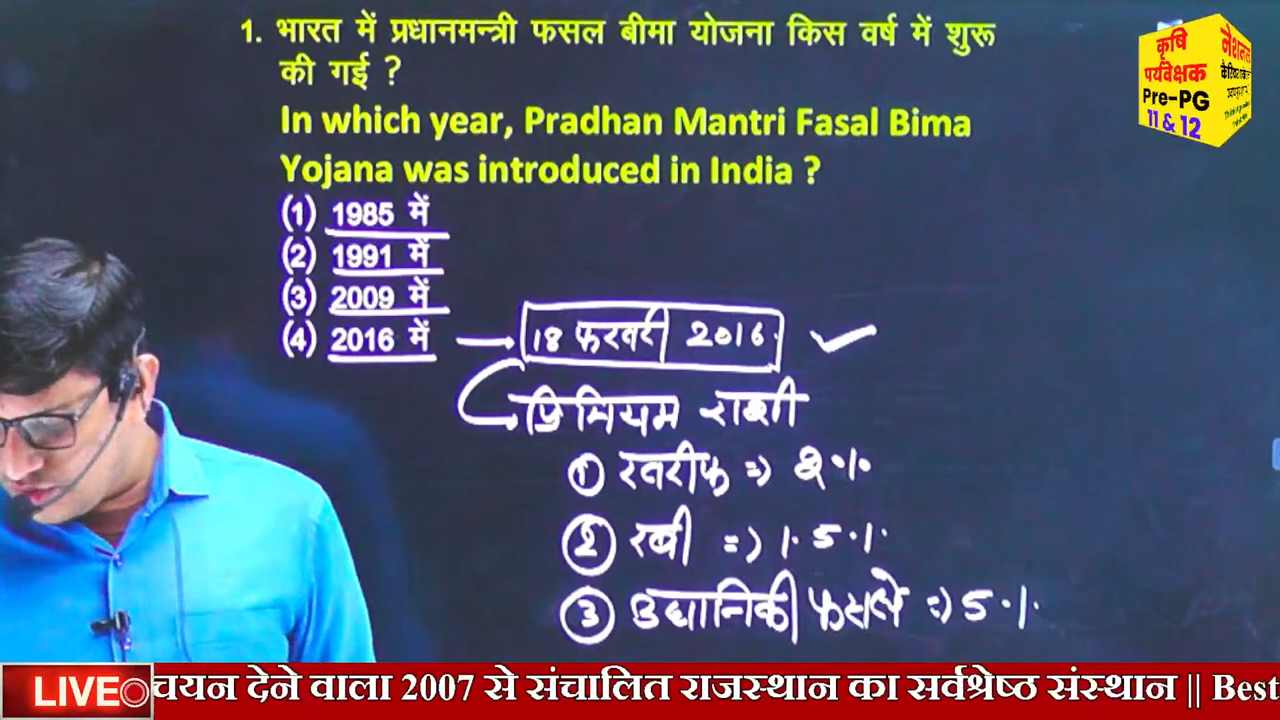 1. भारत में प्रधानमन्त्री फसल बीमा योजना किस वर्ष में शुरू
की गई ?
In which year, Pradhan Mantri Fasal Bima
Yojana was introduced in India ?
(1) 1985 में
(2) 1991 में
(3) 2009 में
(4) 2016 में → 18 फरवरी 2016
प्रिमियम राशी
① खरीफ => 2%
② रबी => 1.5%
③ उद्यानिकी फसले => 5%
कृषि
पर्यवेक्षक
Pre-PG
11 & 12
नेशनल
LIVE चयन देने वाला 2007 से संचालित राजस्थान का सर्वश्रेष्ठ संस्थान || Best